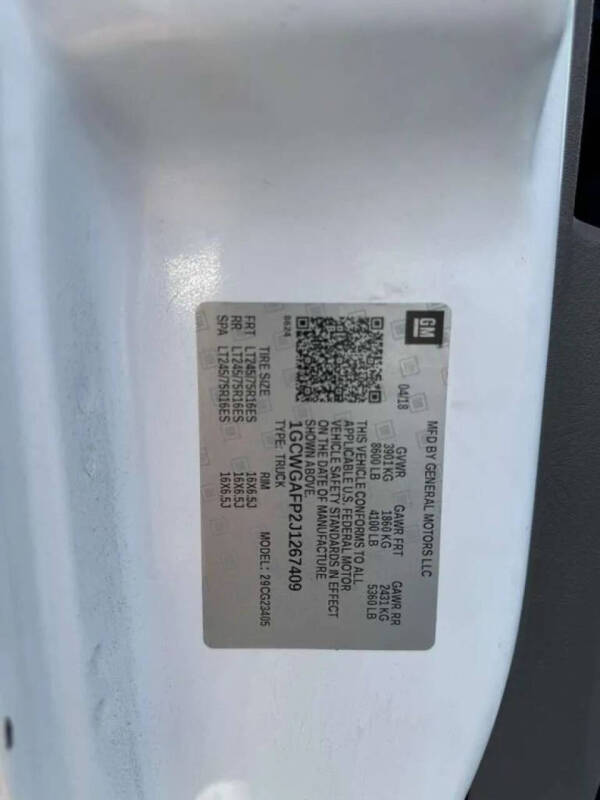 GM
MFD BY GENERAL MOTORS LLC
04/18
GVWR GAWR FRT GAWR RR
3901 KG 1860 KG 2431 KG
8600 LB 4100 LB 5360 LB
THIS VEHICLE CONFORMS TO ALL
APPLICABLE U.S. FEDERAL MOTOR
VEHICLE SAFETY STANDARDS IN EFFECT
ON THE DATE OF MANUFACTURE
SHOWN ABOVE.
1GCWGAFP2J1267409
TYPE: TRUCK
8624
MODEL: 29CG23405
TIRE SIZE RIM
FRT LT245/75R16ES 16X6.5J
RR LT245/75R16ES 16X6.5J
SPA LT245/75R16ES 16X6.5J